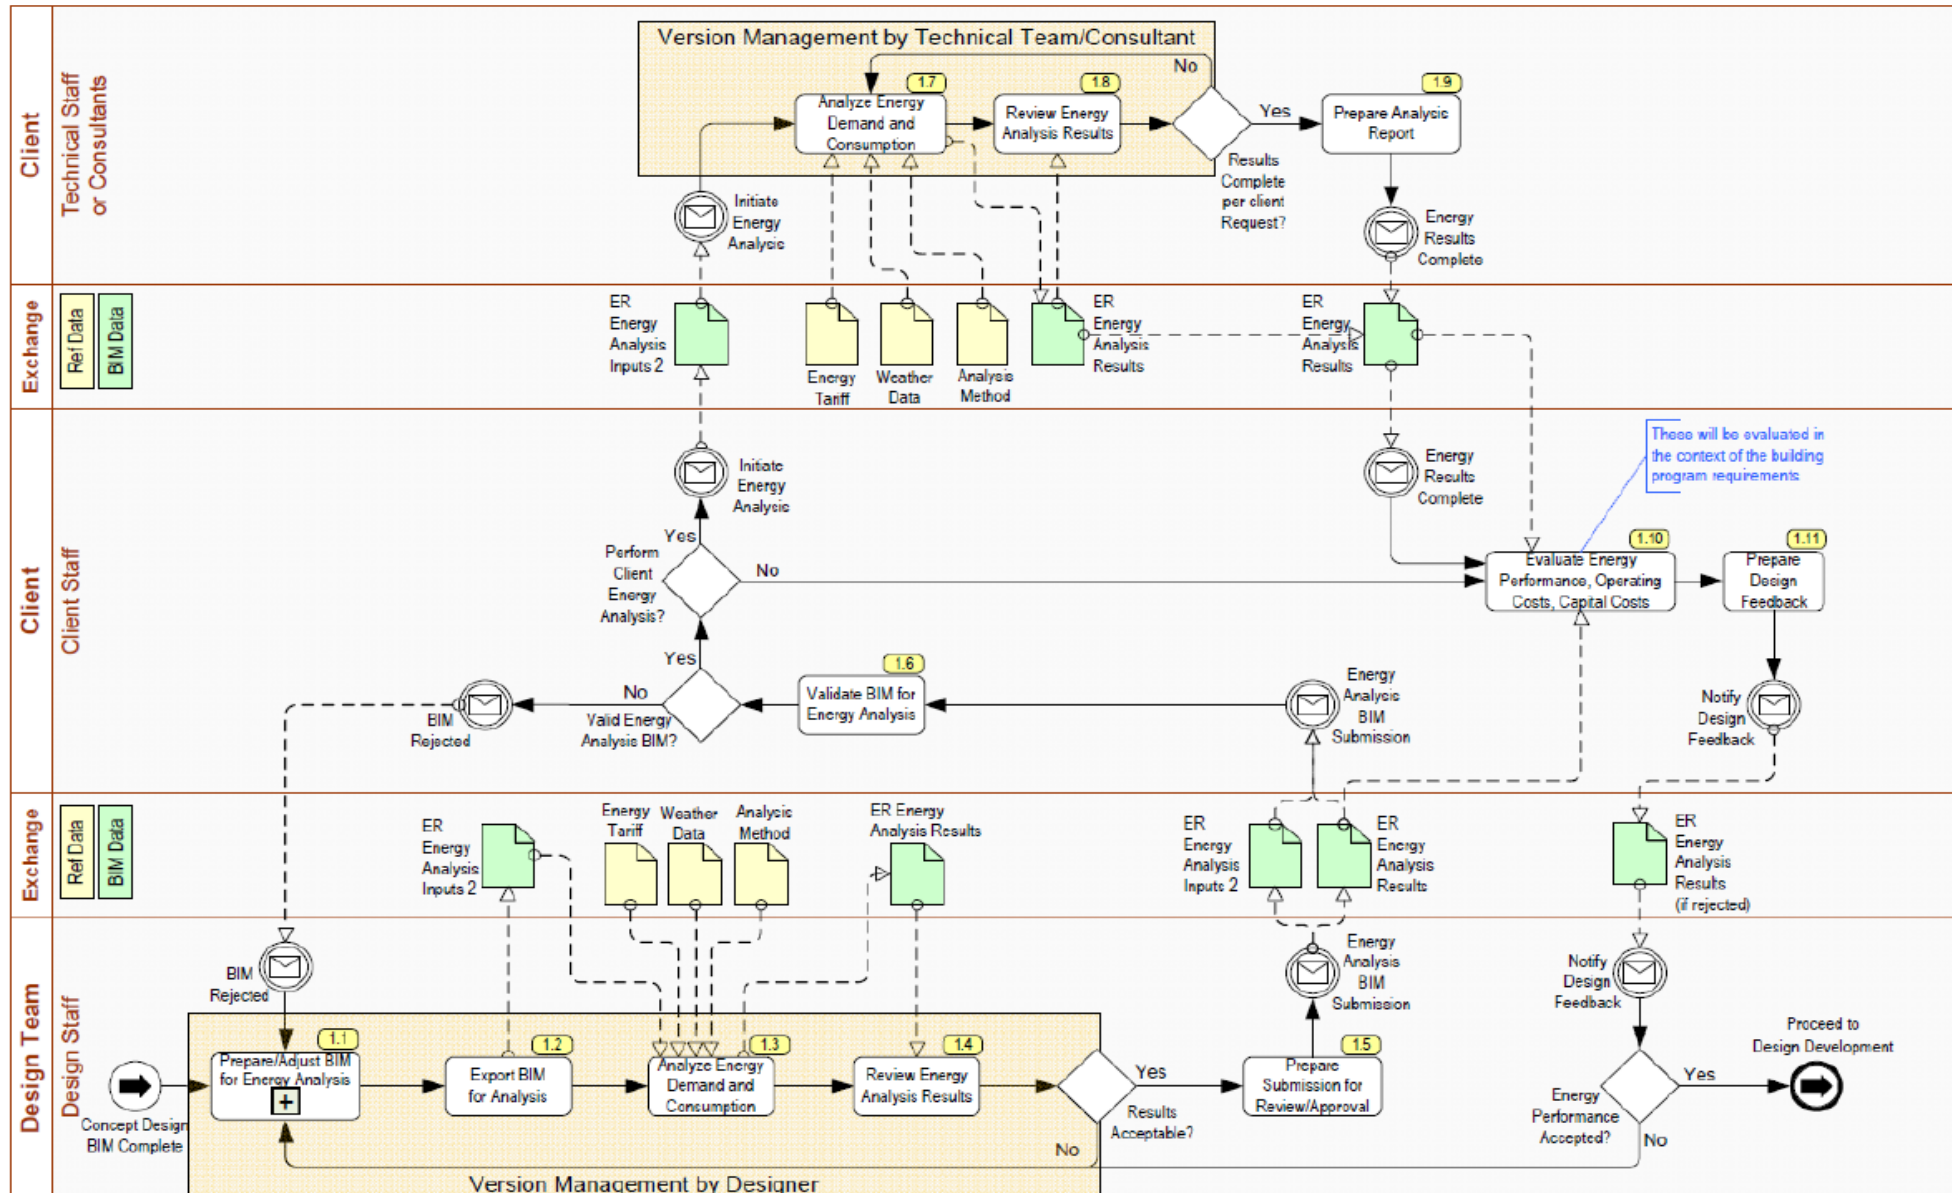 Client
Technical Staff
or Consultants
Version Management by Technical Team/Consultant
No
1.7
Analyze Energy
Demand and
Consumption
1.8
Review Energy
Analysis Results
Yes
Results
Complete
per client
Request?
1.9
Prepare Analysis
Report
Initiate
Energy
Analysis
Energy
Results
Complete
Exchange
Ref Data
BIM Data
ER
Energy
Analysis
Inputs 2
Energy
Tariff
Weather
Data
Analysis
Method
ER
Energy
Analysis
Results
ER
Energy
Analysis
Results
Client
Client Staff
Initiate
Energy
Analysis
Energy
Results
Complete
These will be evaluated in
the context of the building
program requirements
Yes
Perform
Client
Energy
Analysis?
No
1.10
Evaluate Energy
Performance, Operating
Costs, Capital Costs
1.11
Prepare
Design
Feedback
Yes
No
Valid Energy
Analysis BIM?
BIM
Rejected
1.6
Validate BIM for
Energy Analysis
Energy
Analysis
BIM
Submission
Notify
Design
Feedback
Exchange
Ref Data
BIM Data
ER
Energy
Analysis
Inputs 2
Energy
Tariff
Weather
Data
Analysis
Method
ER Energy
Analysis Results
ER
Energy
Analysis
Inputs 2
ER
Energy
Analysis
Results
ER
Energy
Analysis
Results
(if rejected)
Design Team
Design Staff
BIM
Rejected
Energy
Analysis
BIM
Submission
Notify
Design
Feedback
Concept Design
BIM Complete
1.1
Prepare/Adjust BIM
for Energy Analysis
1.2
Export BIM
for Analysis
1.3
Analyze Energy
Demand and
Consumption
1.4
Review Energy
Analysis Results
Yes
Results
Acceptable?
No
1.5
Prepare
Submission for
Review/Approval
Energy
Performance
Accepted?
Yes
No
Proceed to
Design Development
Version Management by Designer